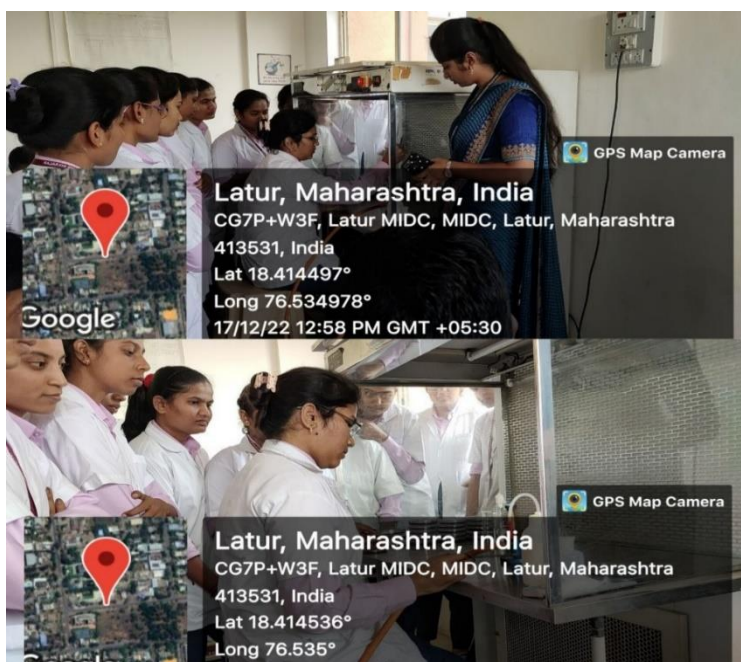 GPS Map Camera
Latur, Maharashtra, India
CG7P+W3F, Latur MIDC, MIDC, Latur, Maharashtra
413531, India
Lat 18.414497°
Long 76.534978°
17/12/22 12:58 PM GMT +05:30
Google
GPS Map Camera
Latur, Maharashtra, India
CG7P+W3F, Latur MIDC, MIDC, Latur, Maharashtra
413531, India
Lat 18.414536°
Long 76.535°